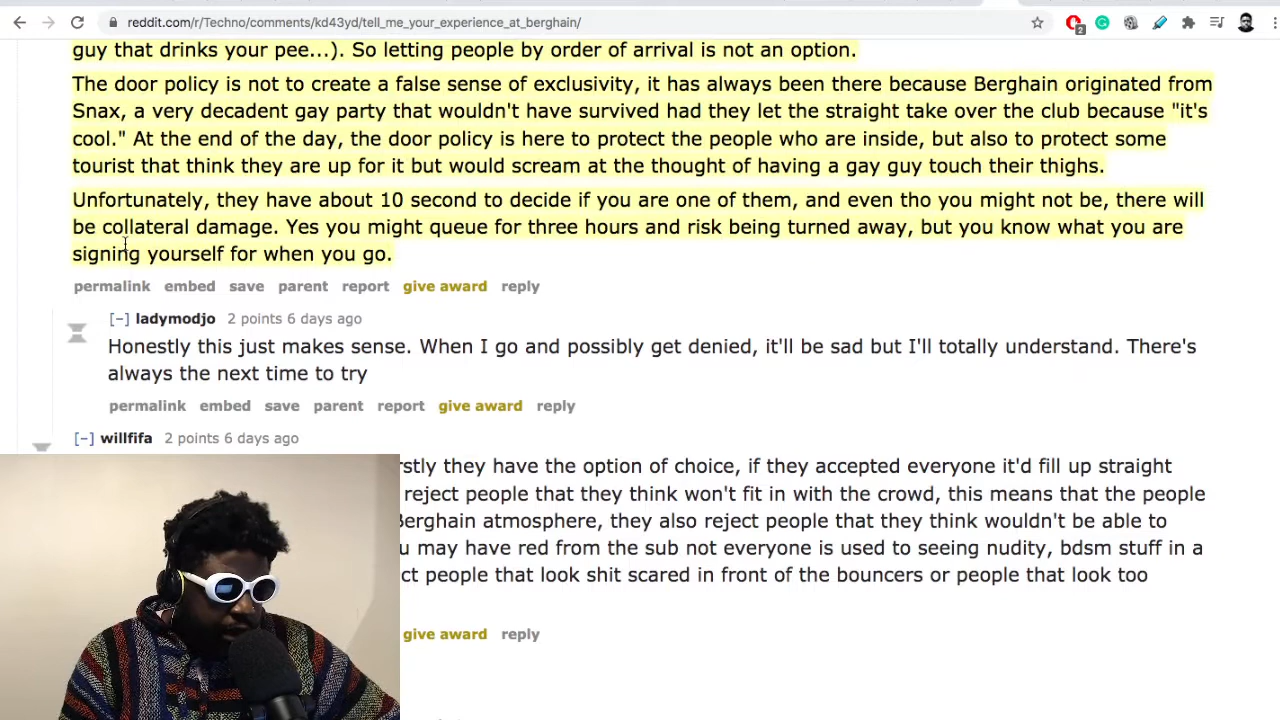 reddit.com/r/Techno/comments/kd43yd/tell_me_your_experience_at_berghain/
2
guy that drinks your pee...). So letting people by order of arrival is not an option.
The door policy is not to create a false sense of exclusivity, it has always been there because Berghain originated from
Snax, a very decadent gay party that wouldn't have survived had they let the straight take over the club because "it's
cool." At the end of the day, the door policy is here to protect the people who are inside, but also to protect some
tourist that think they are up for it but would scream at the thought of having a gay guy touch their thighs.
Unfortunately, they have about 10 second to decide if you are one of them, and even tho you might not be, there will
be collateral damage. Yes you might queue for three hours and risk being turned away, but you know what you are
signing yourself for when you go.
permalink embed save parent report give award reply
[–] ladymodjo 2 points 6 days ago
Honestly this just makes sense. When I go and possibly get denied, it'll be sad but I'll totally understand. There's
always the next time to try
permalink embed save parent report give award reply
[–] willfifa 2 points 6 days ago
they have the option of choice, if they accepted everyone it'd fill up straight
reject people that they think won't fit in with the crowd, this means that the people
Berghain atmosphere, they also reject people that they think wouldn't be able to
may have red from the sub not everyone is used to seeing nudity, bdsm stuff in a
people that look shit scared in front of the bouncers or people that look too
give award reply